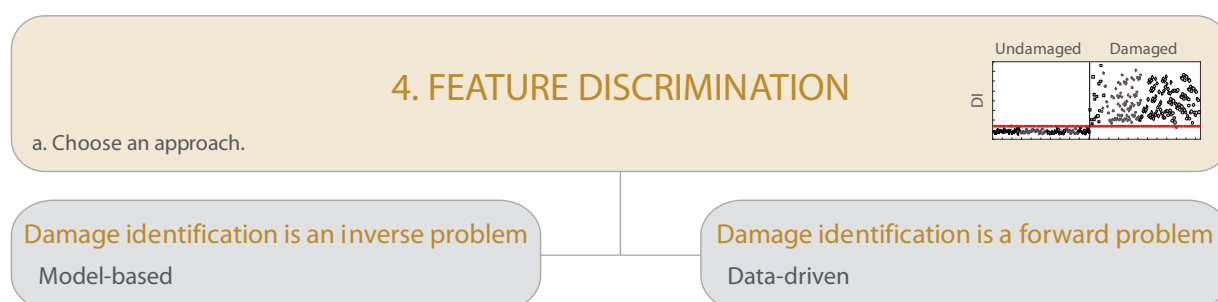 Undamaged Damaged
4. FEATURE DISCRIMINATION
DI
a. Choose an approach.
Damage identification is an inverse problem
Model-based
Damage identification is a forward problem
Data-driven